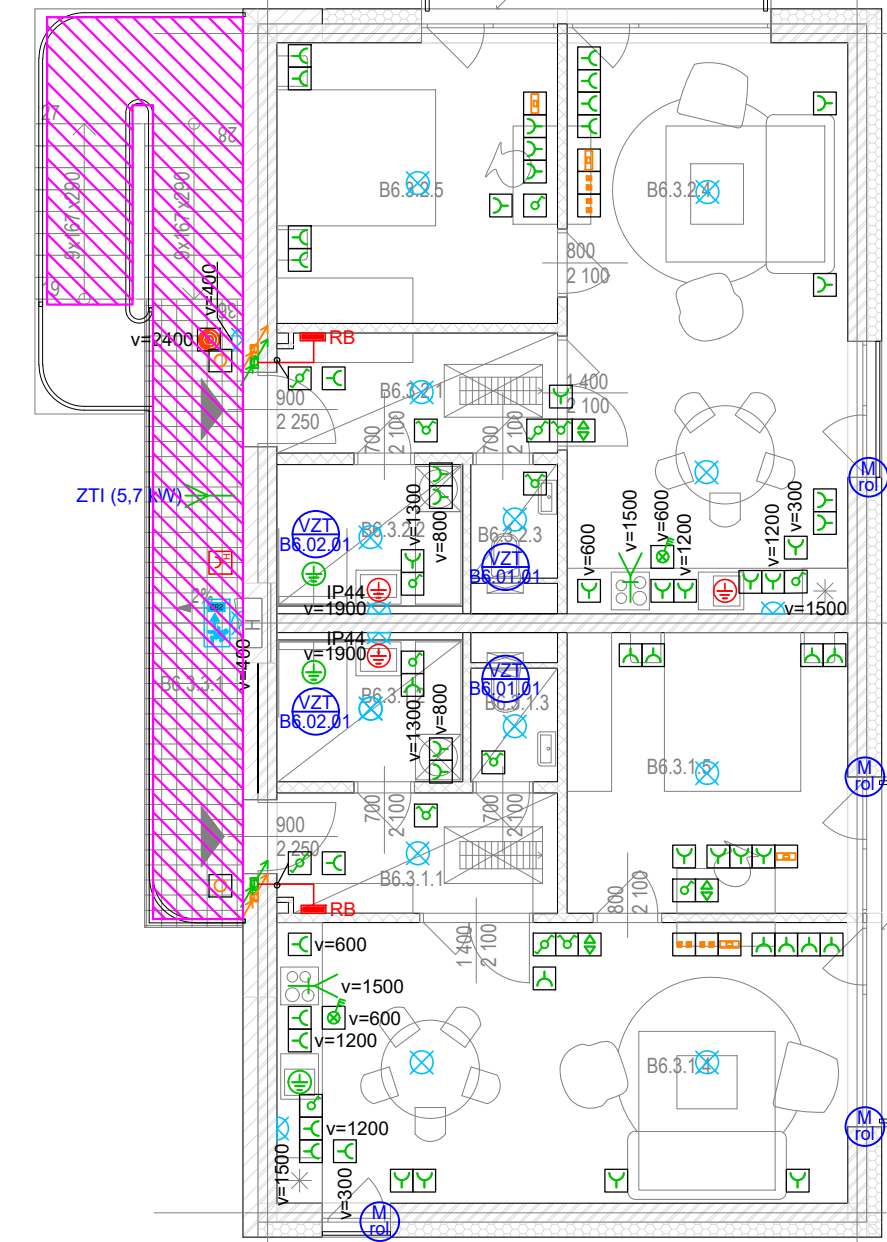 27
28
9x167x290
9x167x290
19
36
v=400
v=2400
B6.3.2.5
B6.3.2.4
800
2 100
RB
900
2 250
B6.3.2.1
1 400
2 100
700
2 100
700
2 100
ZTI (5,7 kW)
VZT
B6.02.01
B6.3.2.2
v=1300
v=800
B6.3.2.3
VZT
B6.01.01
v=600
v=1500
v=600
v=1200
v=1200
v=300
M
rol
IP44
v=1900
v=1500
2%
H
IP44
v=1900
v=400
B6.3.3.1
VZT
B6.02.01
v=1300
v=800
VZT
B6.01.01
B6.3.1.3
B6.3.1.5
M
rol
700
2 100
700
2 100
900
2 250
B6.3.1.1
800
2 100
RB
1 400
2 100
v=600
v=1500
v=600
v=1200
B6.3.1.4
v=1200
v=1500
v=300
M
rol
M
rol